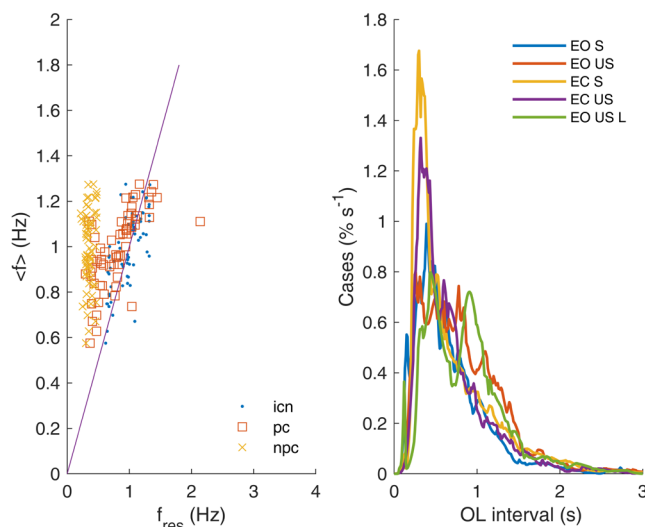 2
1.8
1.6
1.4
1.2
1
0.8
0.6
0.4
0.2
0
<f> (Hz)
icn
pc
npc
0 1 2 3 4
f_res (Hz)
1.8
1.6
1.4
1.2
1
0.8
0.6
0.4
0.2
0
Cases (% s⁻¹)
EO S
EO US
EC S
EC US
EO US L
0 1 2 3
OL interval (s)